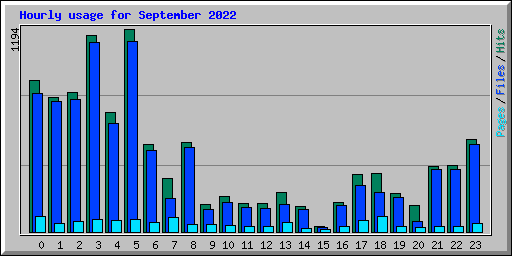 Hourly usage for September 2022
1194
Pages/Files/Hits
0 1 2 3 4 5 6 7 8 9 10 11 12 13 14 15 16 17 18 19 20 21 22 23